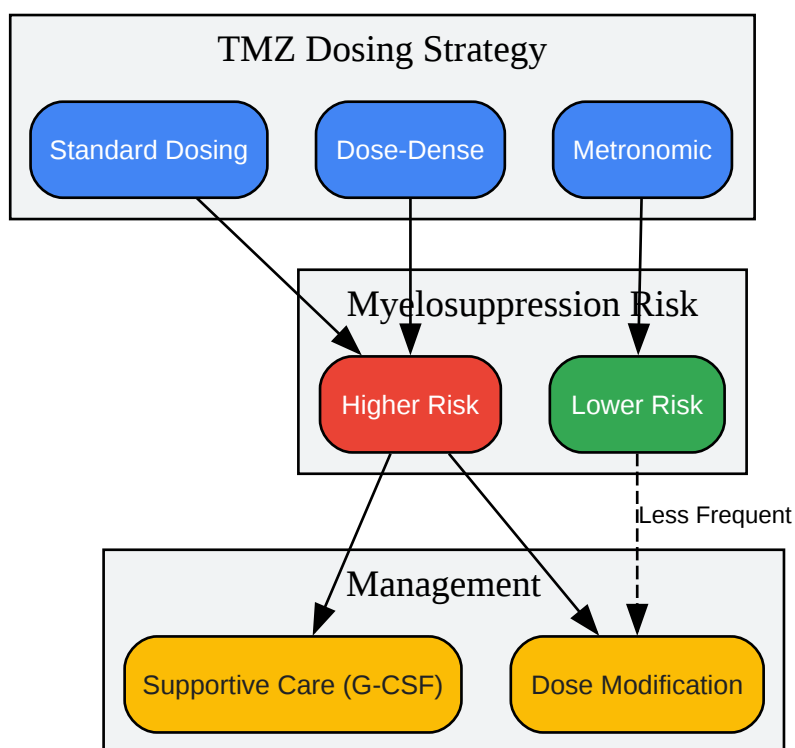 TMZ Dosing Strategy
Standard Dosing
Dose-Dense
Metronomic
Myelosuppression Risk
Higher Risk
Lower Risk
Less Frequent
Management
Supportive Care (G-CSF)
Dose Modification